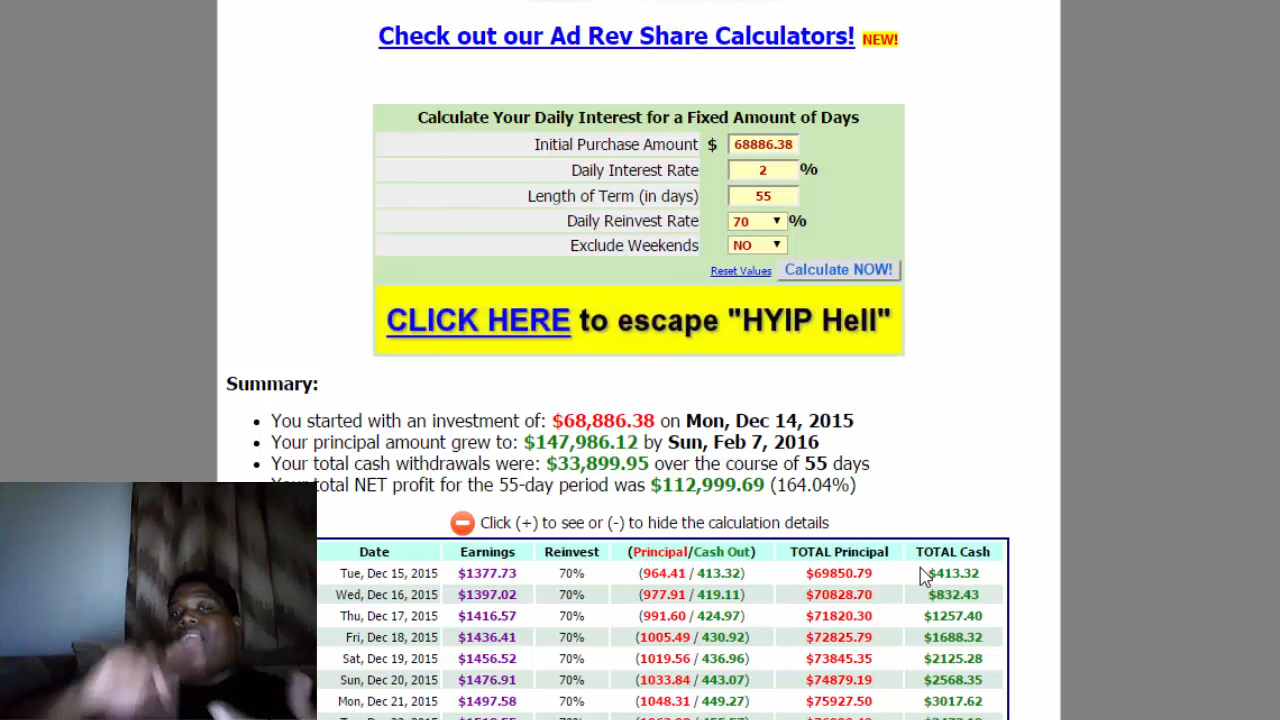 Check out our Ad Rev Share Calculators! NEW!
Calculate Your Daily Interest for a Fixed Amount of Days
Initial Purchase Amount $ 68886.38
Daily Interest Rate 2 %
Length of Term (in days) 55
Daily Reinvest Rate 70 %
Exclude Weekends NO
Reset Values Calculate NOW!
CLICK HERE to escape "HYIP Hell"
Summary:
You started with an investment of: $68,886.38 on Mon, Dec 14, 2015
Your principal amount grew to: $147,986.12 by Sun, Feb 7, 2016
Your total cash withdrawals were: $33,899.95 over the course of 55 days
total NET profit for the 55-day period was $112,999.69 (164.04%)
Click (+) to see or (-) to hide the calculation details
Date Earnings Reinvest (Principal/Cash Out) TOTAL Principal TOTAL Cash
Tue, Dec 15, 2015 $1377.73 70% (964.41 / 413.32) $69850.79 $413.32
Wed, Dec 16, 2015 $1397.02 70% (977.91 / 419.11) $70828.70 $832.43
Thu, Dec 17, 2015 $1416.57 70% (991.60 / 424.97) $71820.30 $1257.40
Fri, Dec 18, 2015 $1436.41 70% (1005.49 / 430.92) $72825.79 $1688.32
Sat, Dec 19, 2015 $1456.52 70% (1019.56 / 436.96) $73845.35 $2125.28
Sun, Dec 20, 2015 $1476.91 70% (1033.84 / 443.07) $74879.19 $2568.35
Mon, Dec 21, 2015 $1497.58 70% (1048.31 / 449.27) $75927.50 $3017.62